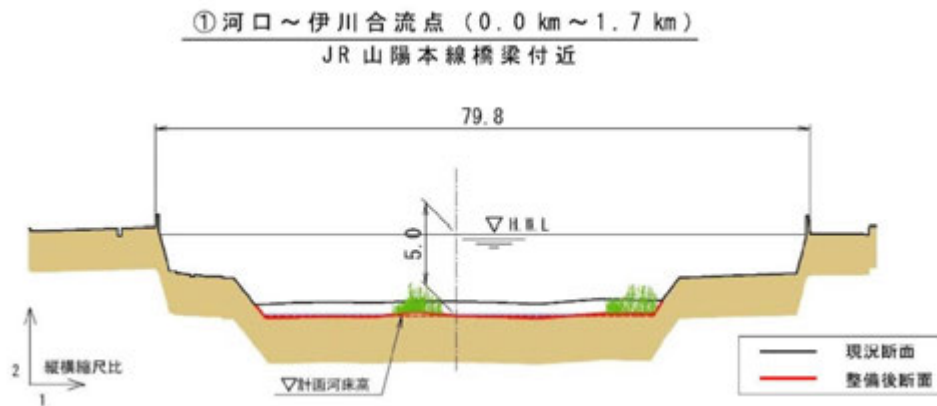 ①河口～伊川合流点 (0.0km～1.7km)
JR山陽本線橋梁付近
79.8
▽H.W.L
5.0
2
縦横縮尺比
1
▽計画河床高
現況断面
整備後断面